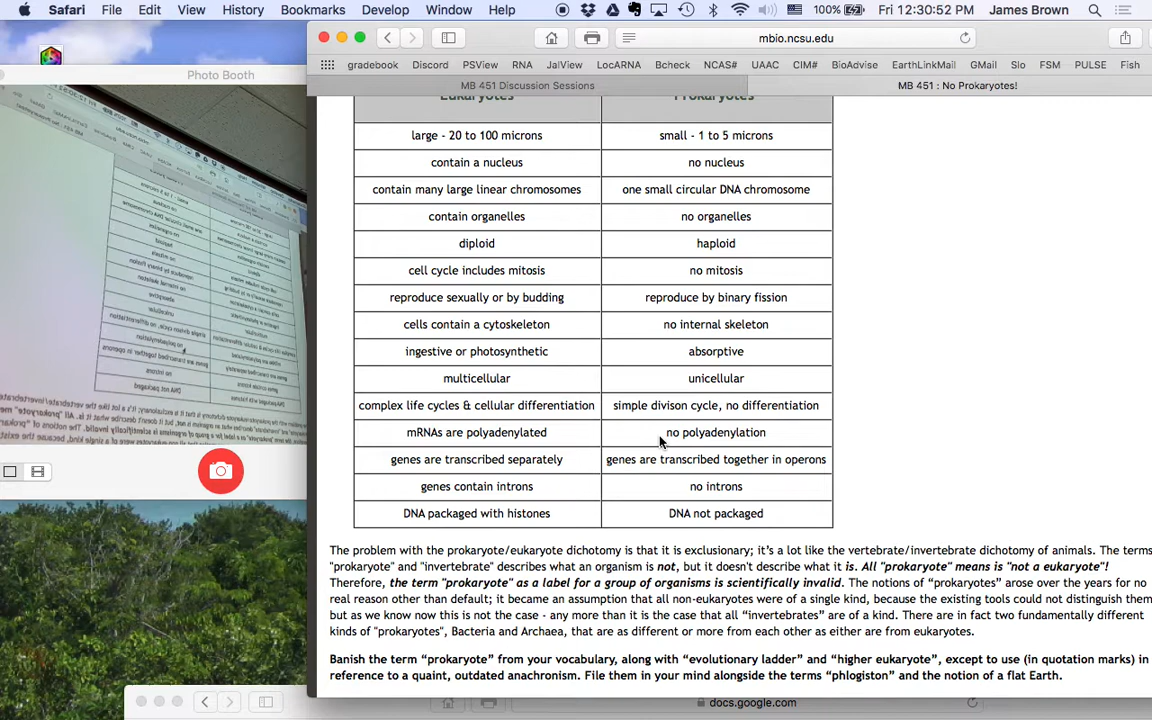 Safari File Edit View History Bookmarks Develop Window Help 100% Fri 12:30:52 PM James Brown
Photo Booth
mbio.ncsu.edu
gradebook Discord PSView RNA JalView LocARNA Bcheck NCAS# UAAC CIM# BioAdvise EarthLinkMail GMail Slo FSM PULSE Fish
MB 451 Discussion Sessions MB 451 : No Prokaryotes!
Eukaryotes Prokaryotes
large - 20 to 100 microns small - 1 to 5 microns
contain a nucleus no nucleus
contain many large linear chromosomes one small circular DNA chromosome
contain organelles no organelles
diploid haploid
cell cycle includes mitosis no mitosis
reproduce sexually or by budding reproduce by binary fission
cells contain a cytoskeleton no internal skeleton
ingestive or photosynthetic absorptive
multicellular unicellular
complex life cycles & cellular differentiation simple divison cycle, no differentiation
mRNAs are polyadenylated no polyadenylation
genes are transcribed separately genes are transcribed together in operons
genes contain introns no introns
DNA packaged with histones DNA not packaged
The problem with the prokaryote/eukaryote dichotomy is that it is exclusionary; it's a lot like the vertebrate/invertebrate dichotomy of animals. The terms
"prokaryote" and "invertebrate" describes what an organism is not, but it doesn't describe what it is. All "prokaryote" means is "not a eukaryote"!
Therefore, the term "prokaryote" as a label for a group of organisms is scientifically invalid. The notions of “prokaryotes” arose over the years for no
real reason other than default; it became an assumption that all non-eukaryotes were of a single kind, because the existing tools could not distinguish them
but as we know now this is not the case - any more than it is the case that all “invertebrates” are of a kind. There are in fact two fundamentally different
kinds of "prokaryotes", Bacteria and Archaea, that are as different or more from each other as either are from eukaryotes.
Banish the term “prokaryote” from your vocabulary, along with “evolutionary ladder” and “higher eukaryote”, except to use (in quotation marks) in
reference to a quaint, outdated anachronism. File them in your mind alongside the terms “phlogiston” and the notion of a flat Earth.
docs.google.com